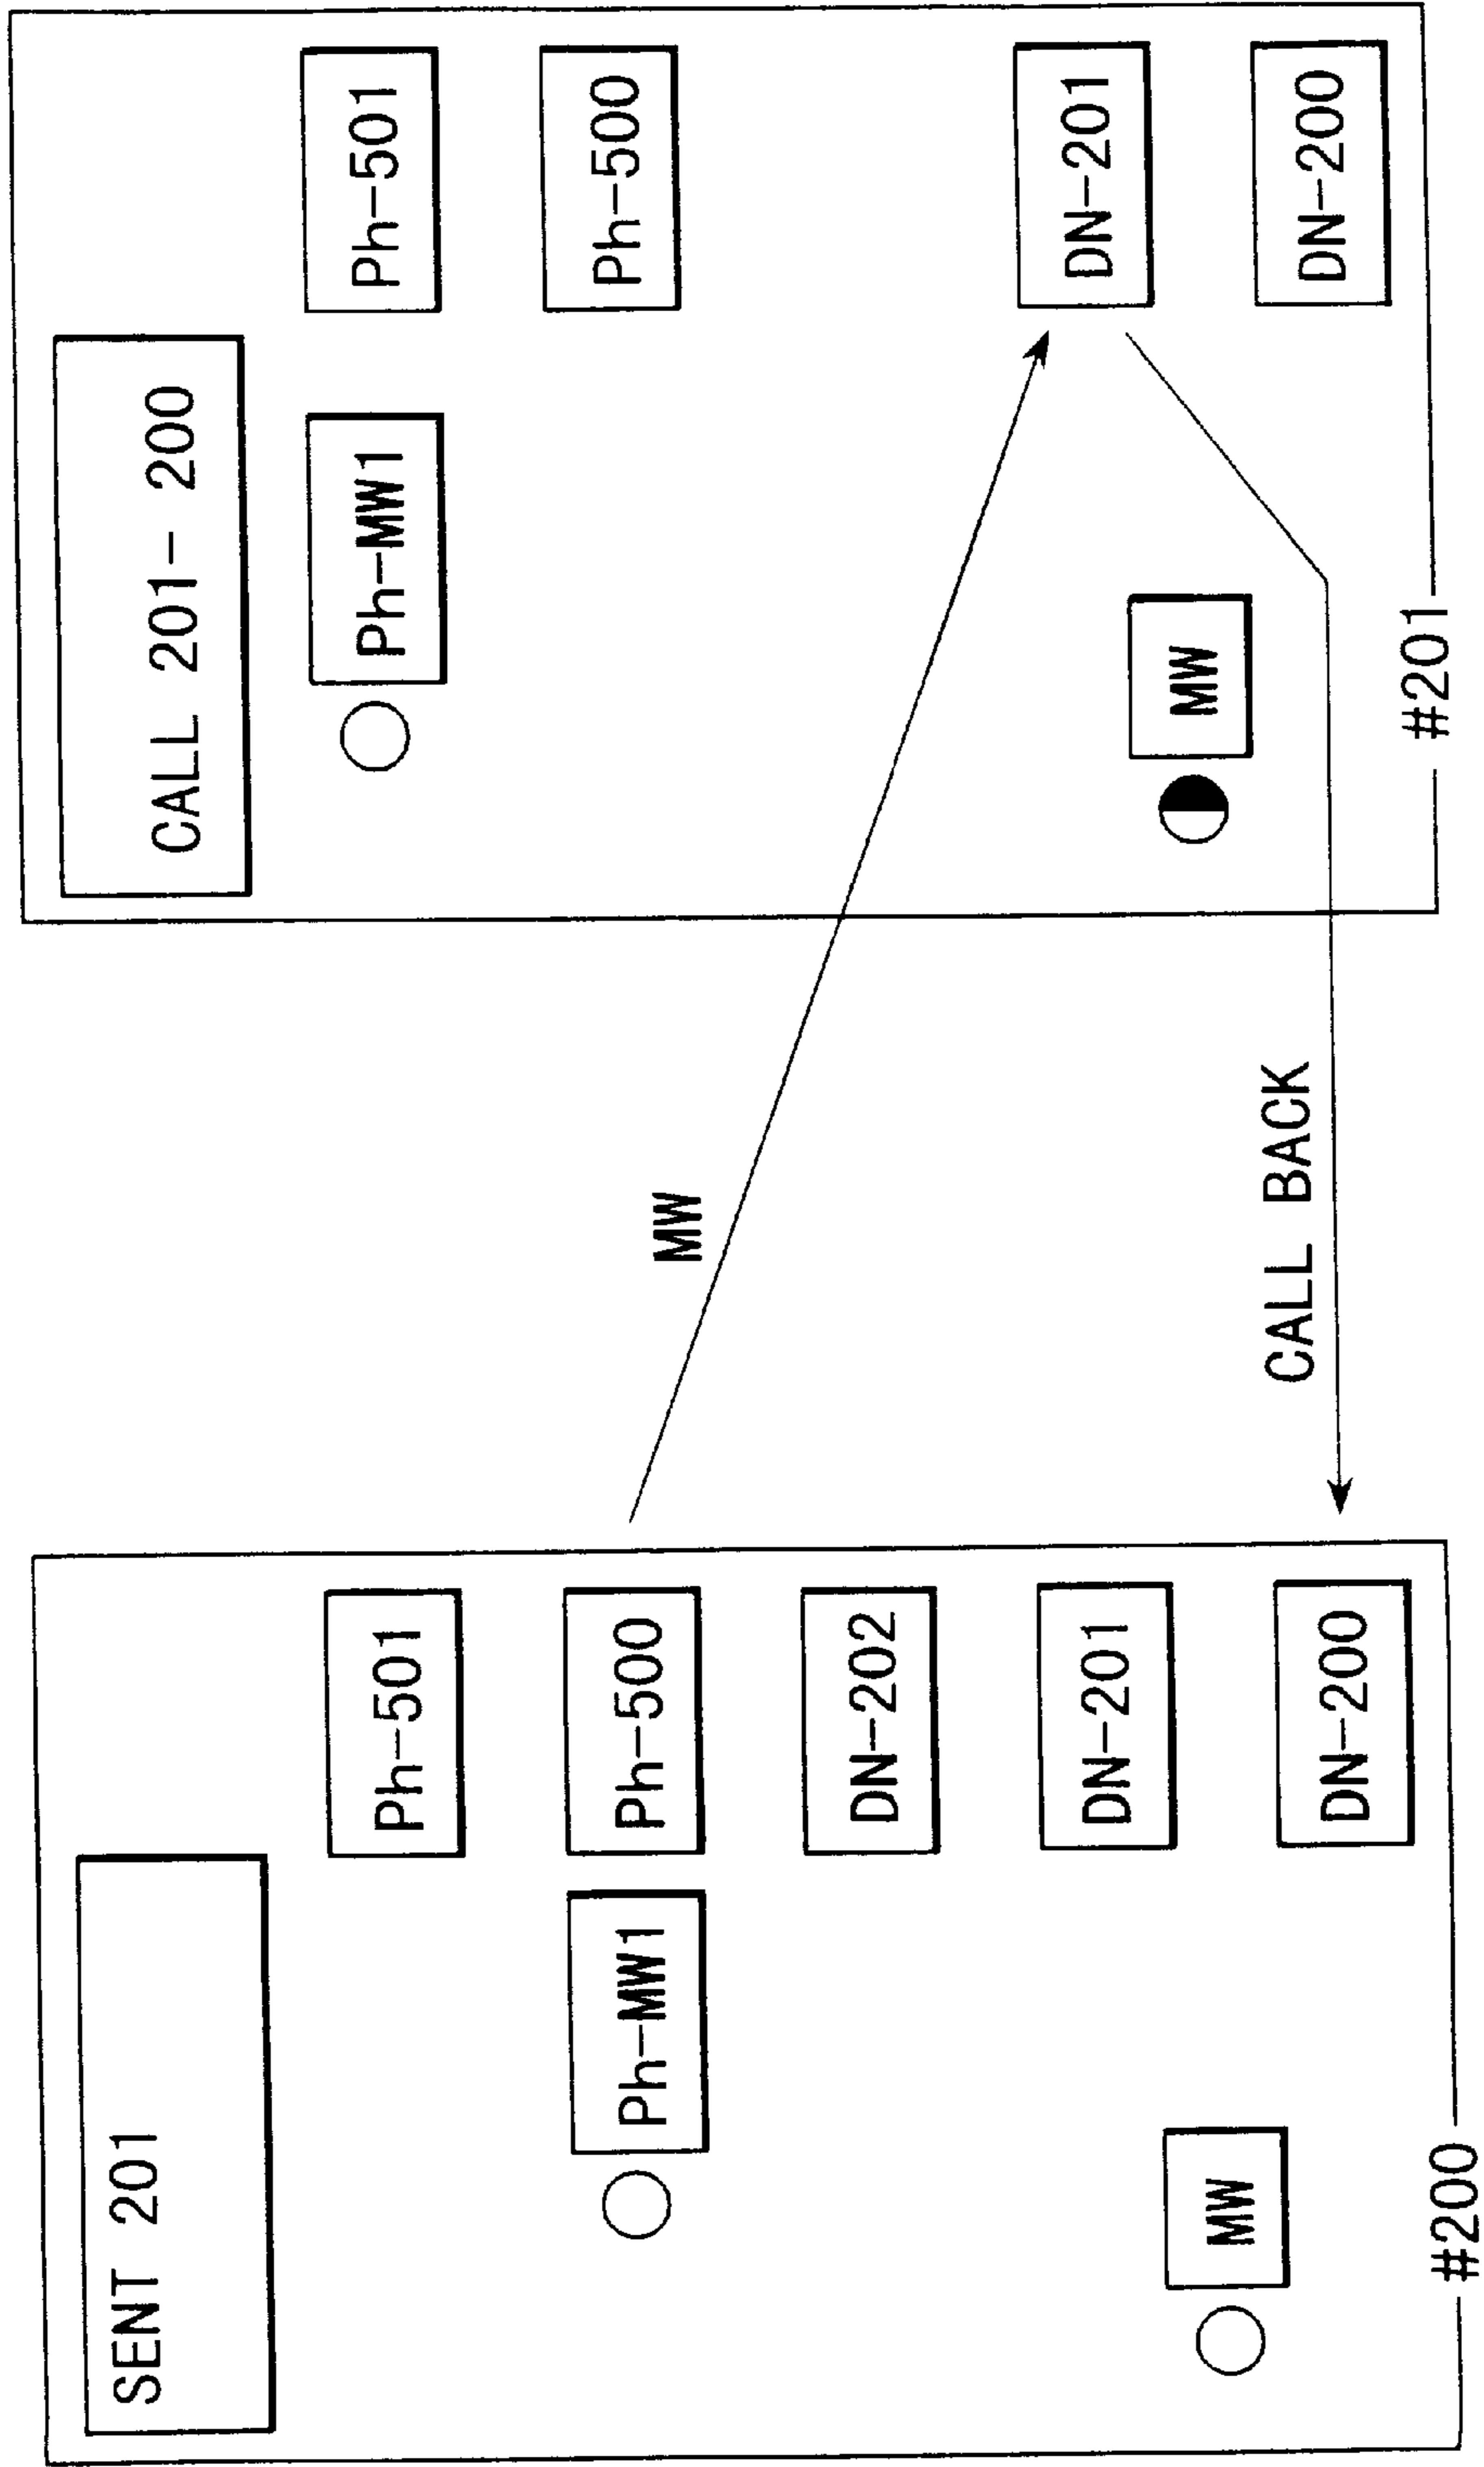 SENT 201
Ph-501
Ph-MW1
Ph-500
DN-202
DN-201
MW
DN-200
#200
MW
CALL BACK
CALL 201- 200
Ph-MW1
Ph-501
Ph-500
DN-201
MW
DN-200
#201